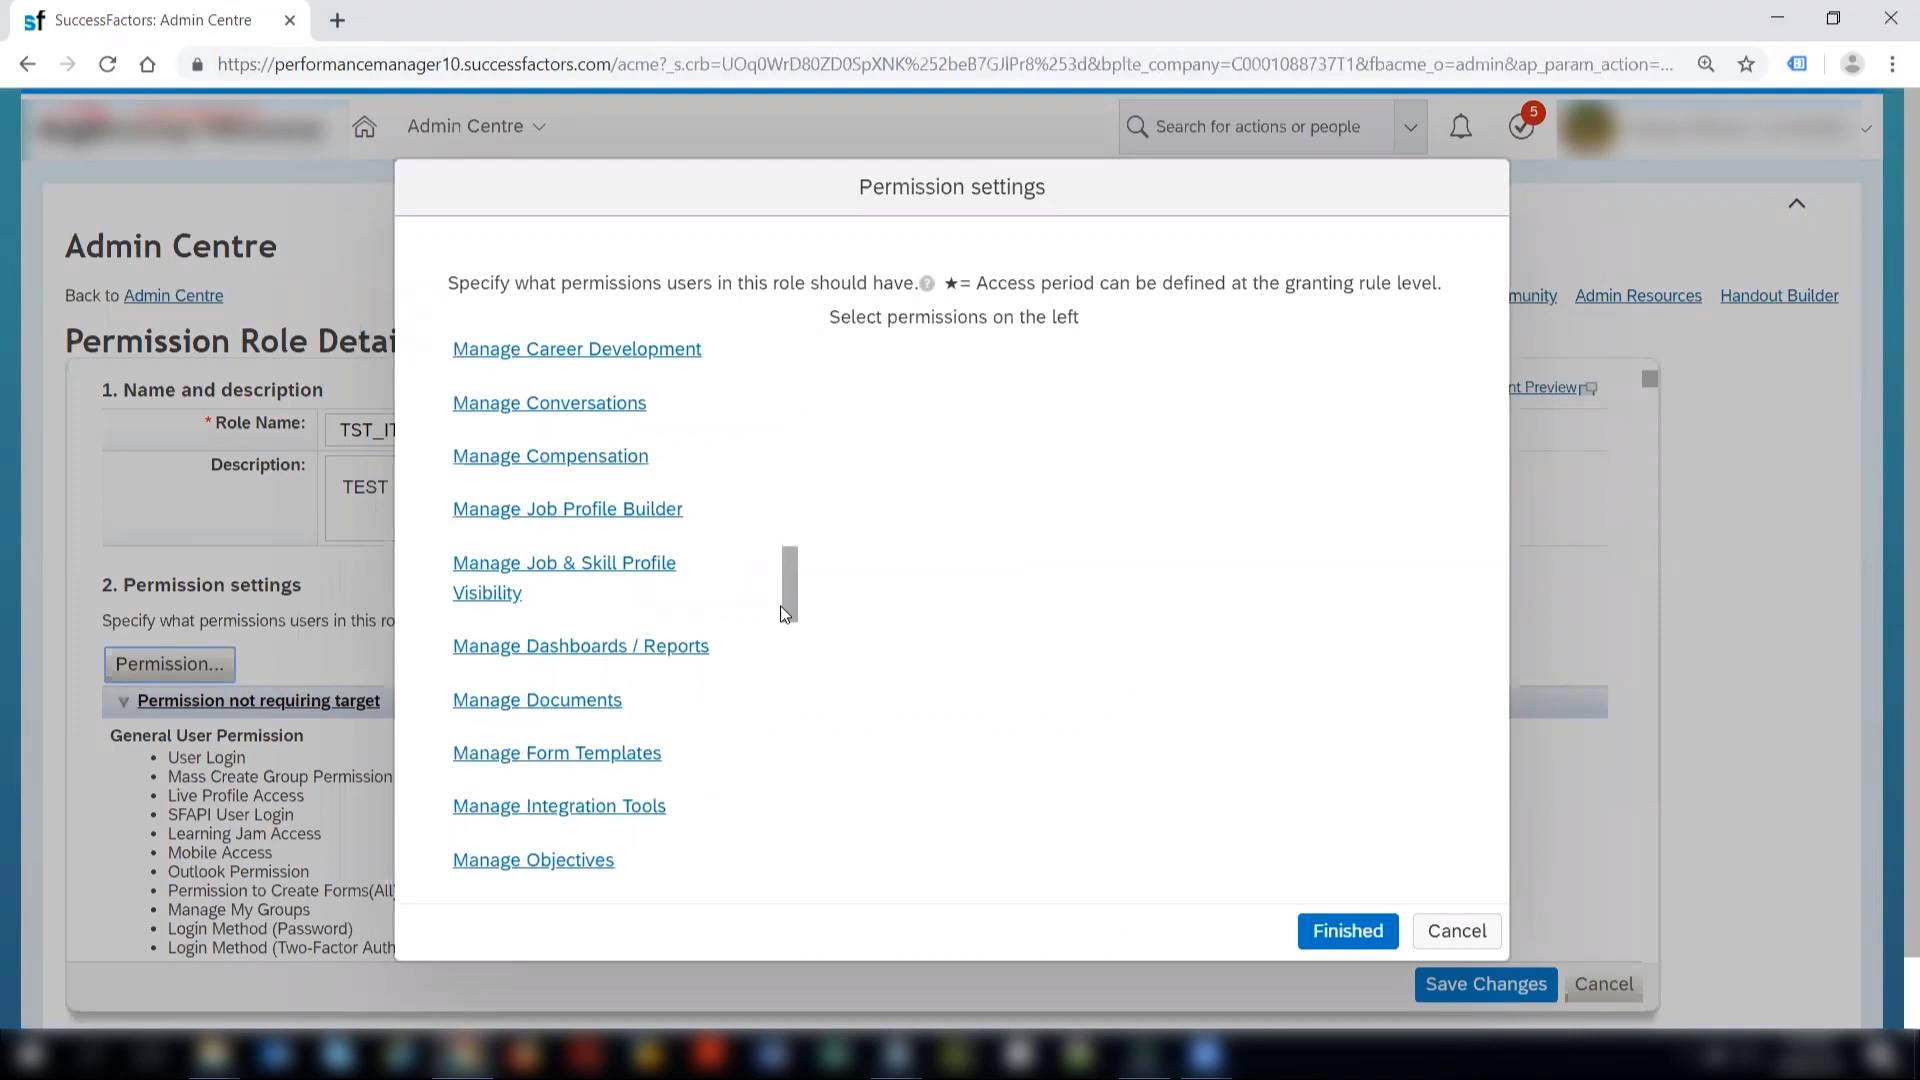 sf SuccessFactors: Admin Centre
https://performancemanager10.successfactors.com/acme?_s.crb=UOq0WrD80ZD0SpXNK%252beB7GJlPr8%253d&bplte_company=C0001088737T1&fbacme_o=admin&ap_param_action=...
Admin Centre
Search for actions or people
5
Permission settings
Admin Centre
Specify what permissions users in this role should have. ? ★= Access period can be defined at the granting rule level.
Back to Admin Centre
munity Admin Resources Handout Builder
Select permissions on the left
Permission Role Detai
Manage Career Development
1. Name and description
nt Preview
Manage Conversations
* Role Name: TST_IT
Manage Compensation
Description:
TEST
Manage Job Profile Builder
Manage Job & Skill Profile
Visibility
2. Permission settings
Specify what permissions users in this ro
Manage Dashboards / Reports
Permission...
Manage Documents
Permission not requiring target
General User Permission
User Login
Manage Form Templates
Mass Create Group Permission
Live Profile Access
Manage Integration Tools
SFAPI User Login
Learning Jam Access
Mobile Access
Manage Objectives
Outlook Permission
Permission to Create Forms(All)
Manage My Groups
Login Method (Password)
Finished Cancel
Login Method (Two-Factor Auth
Save Changes Cancel